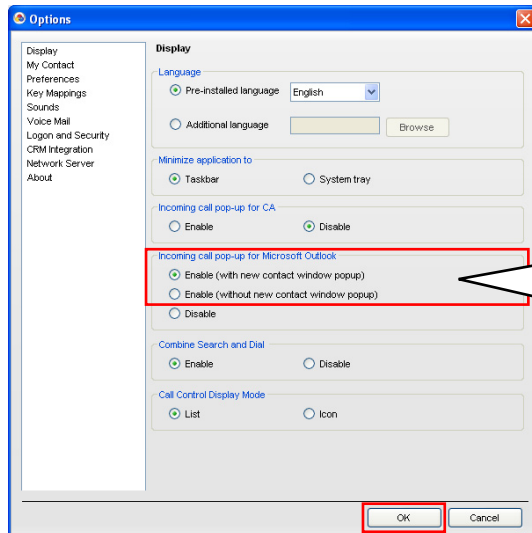 Options
Display
My Contact
Preferences
Key Mappings
Sounds
Voice Mail
Logon and Security
CRM Integration
Network Server
About
Display
Language
Pre-installed language English
Additional language Browse
Minimize application to
Taskbar System tray
Incoming call pop-up for CA
Enable Disable
Incoming call pop-up for Microsoft Outlook
Enable (with new contact window popup)
Enable (without new contact window popup)
Disable
Combine Search and Dial
Enable Disable
Call Control Display Mode
List Icon
OK Cancel